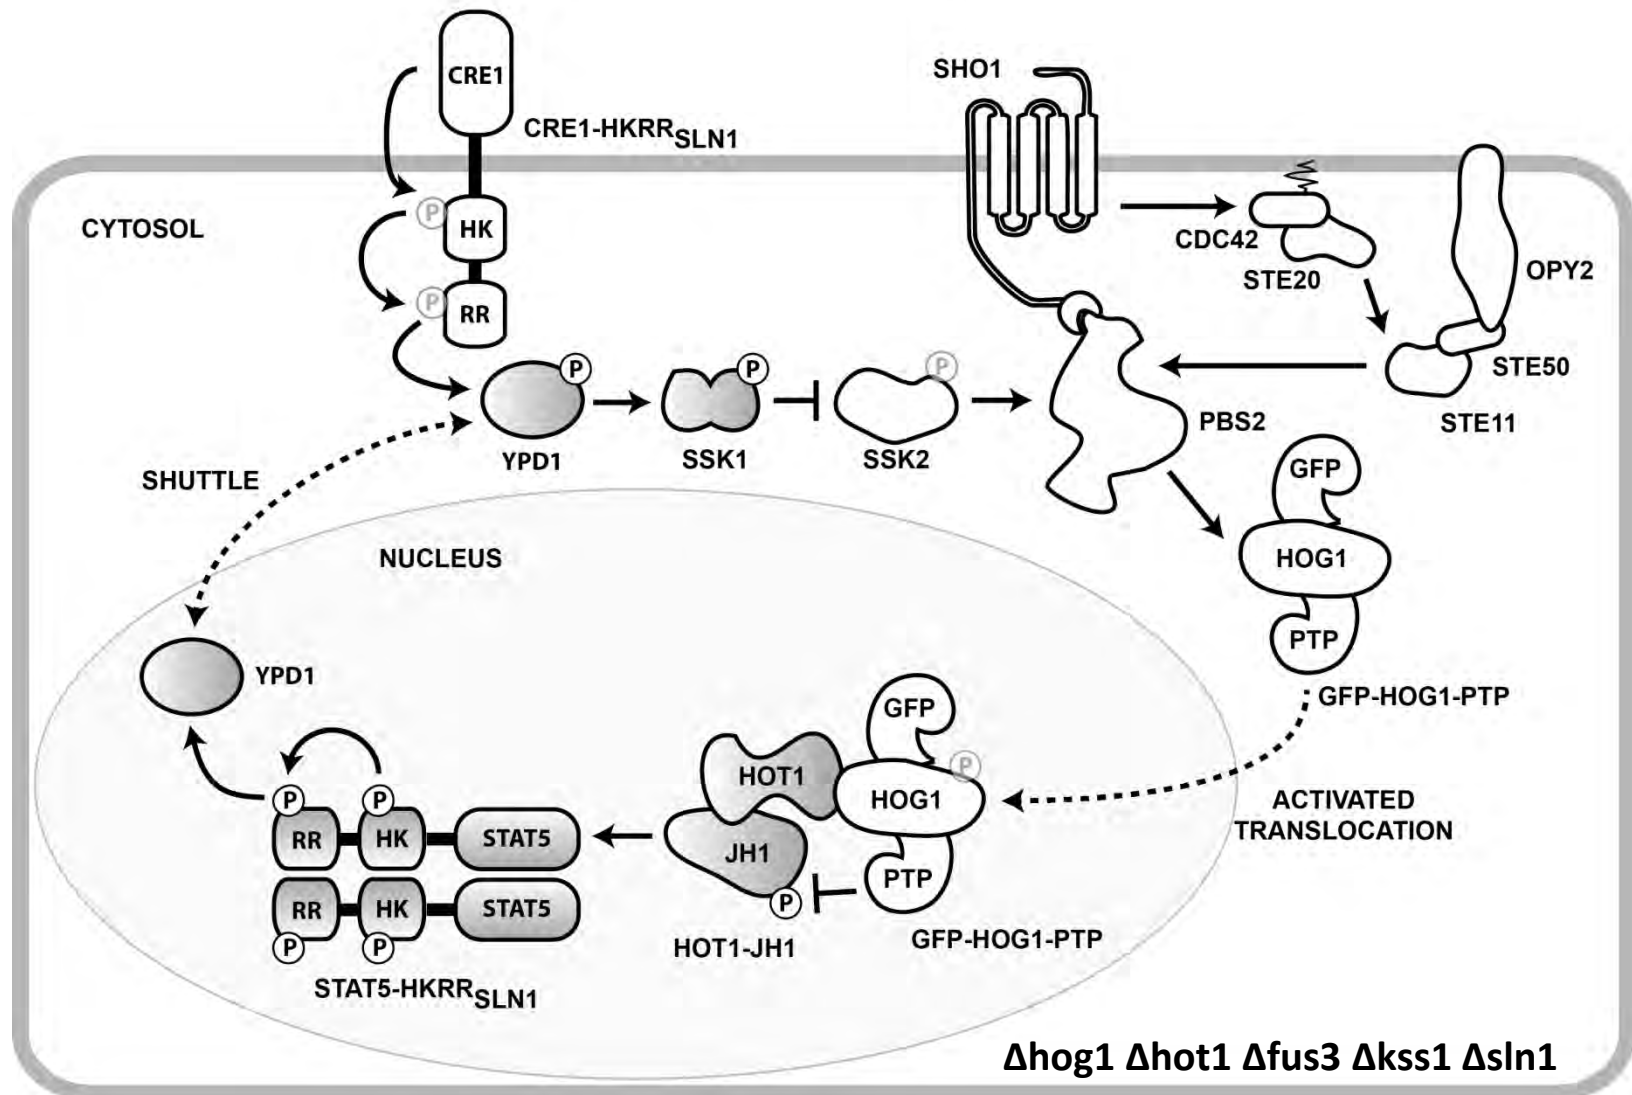 CRE1
CRE1-HKRRSLN1
SHO1
CYTOSOL
P
HK
P
RR
CDC42
STE20
OPY2
STE50
STE11
P
YPD1
P
SSK1
P
SSK2
PBS2
SHUTTLE
NUCLEUS
GFP
HOG1
PTP
GFP-HOG1-PTP
YPD1
ACTIVATED
TRANSLOCATION
GFP
P
HOG1
PTP
GFP-HOG1-PTP
HOT1
JH1
P
HOT1-JH1
P P
RR HK STAT5
RR HK STAT5
P P
STAT5-HKRRSLN1
Δhog1 Δhot1 Δfus3 Δkss1 Δsln1